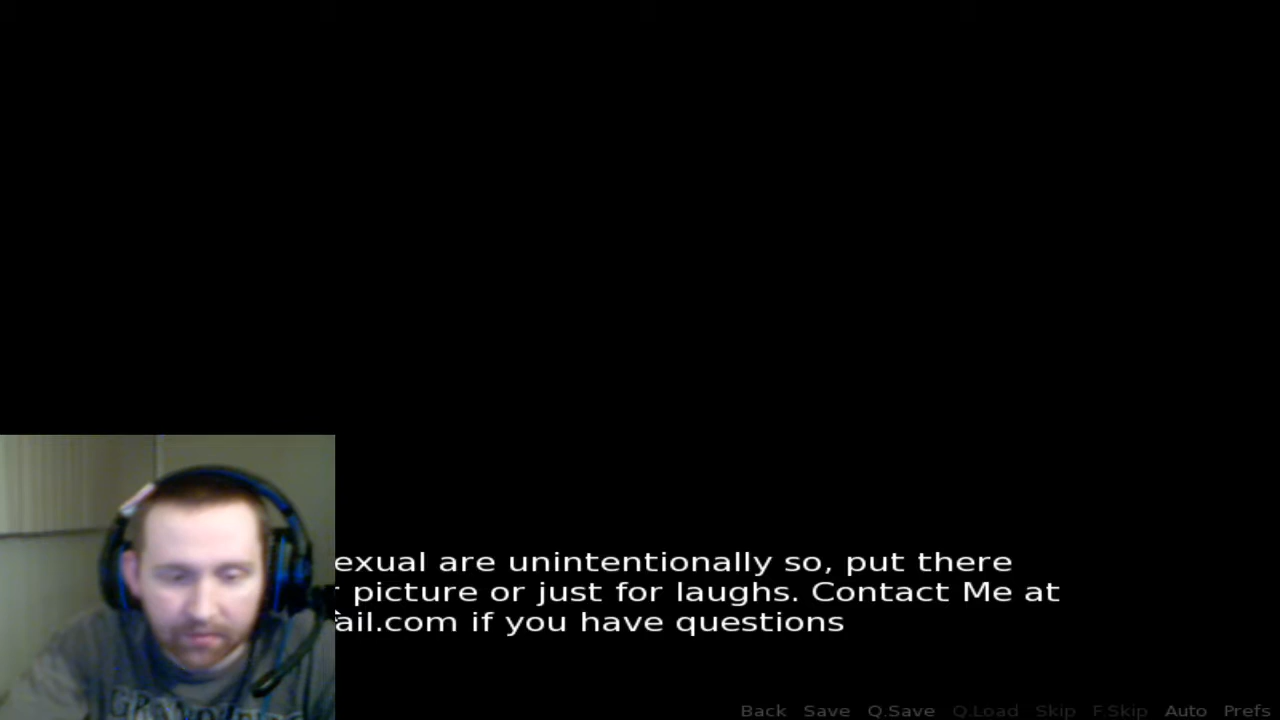 exual are unintentionally so, put there
picture or just for laughs. Contact Me at
ail.com if you have questions
Back Save Q.Save Q.Load Skip F.Skip Auto Prefs